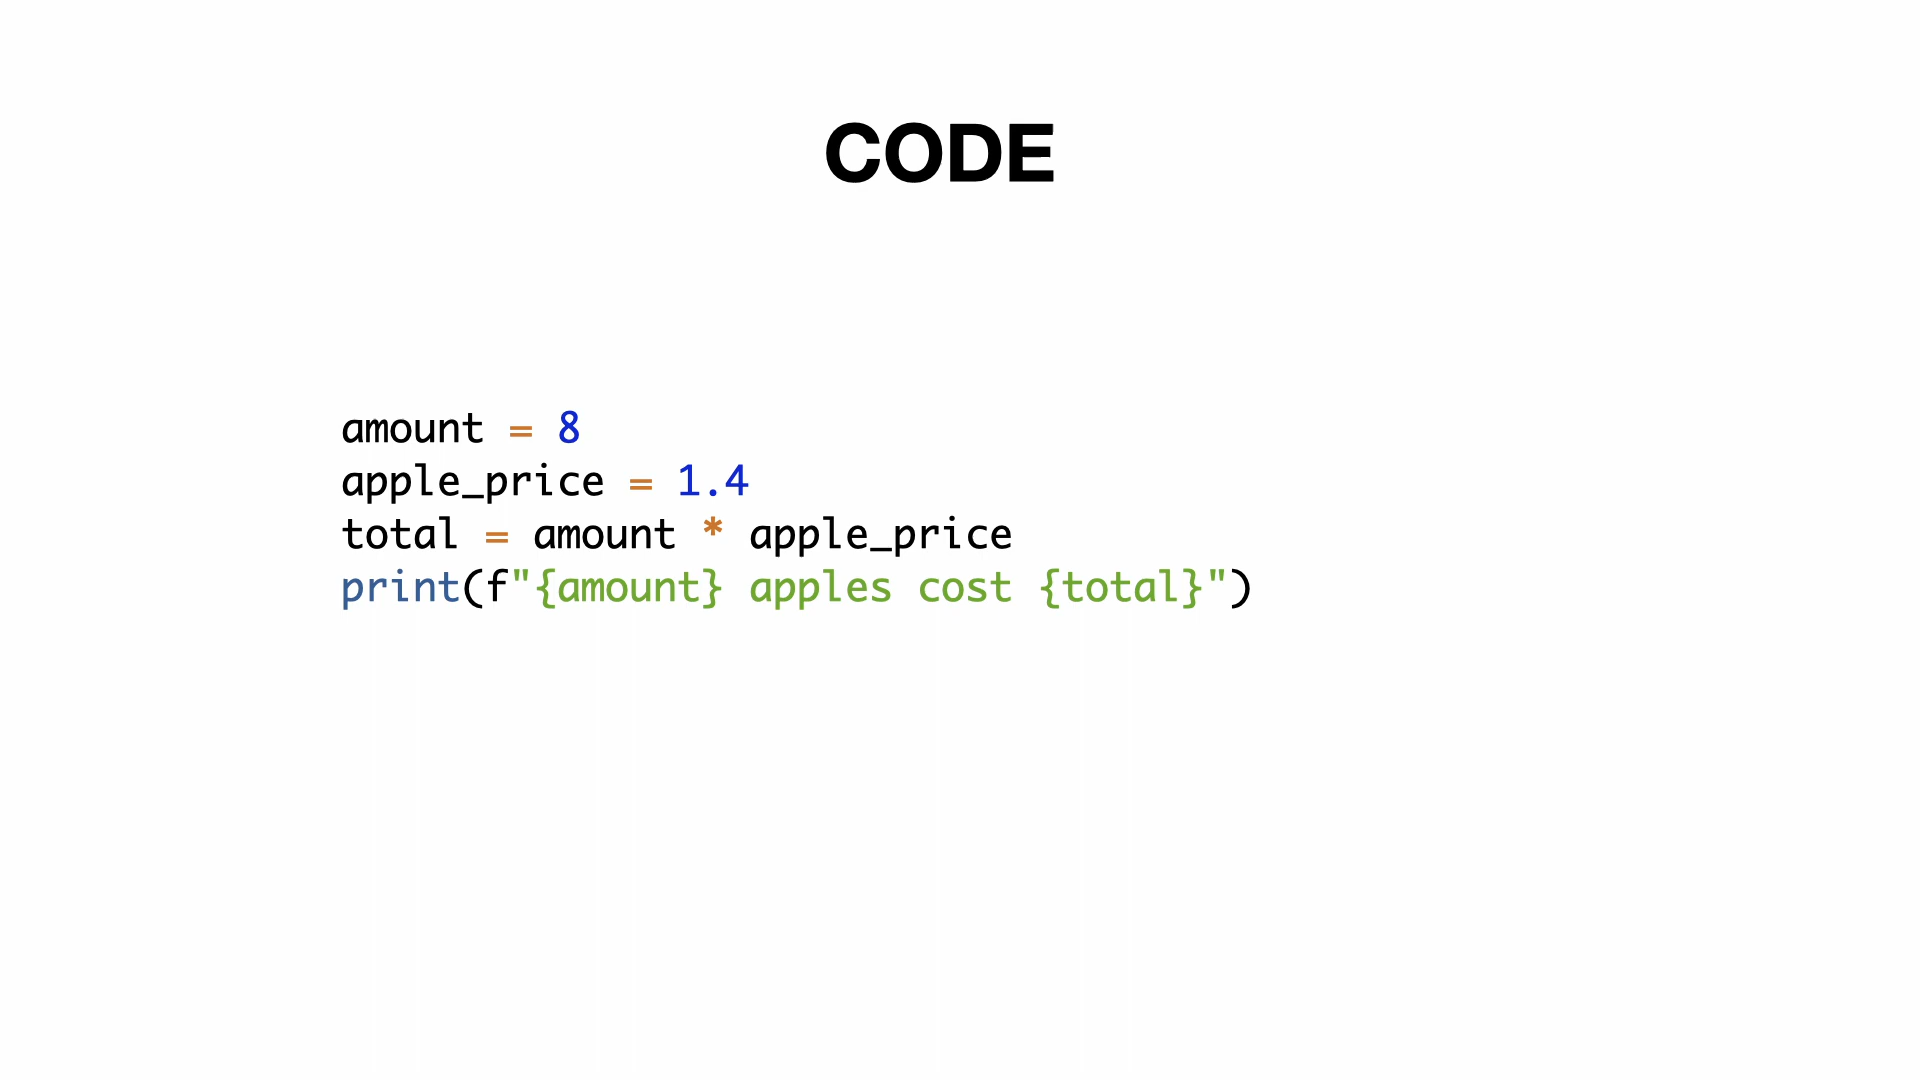 CODE
amount = 8
apple_price = 1.4
total = amount * apple_price
print(f"{amount} apples cost {total}")